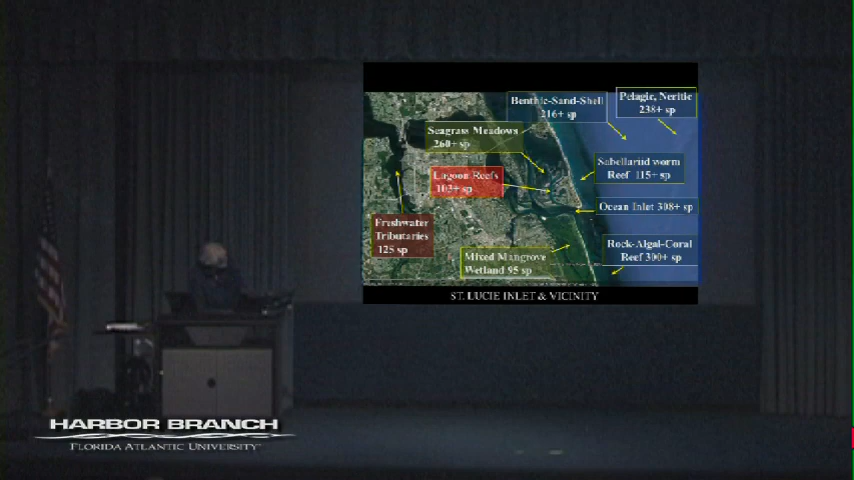 Benthic-Sand-Shell
216+ sp
Pelagic, Neritic
238+ sp
Seagrass Meadows
260+ sp
Sabellariid worm
Reef 115+ sp
Lagoon Reefs
103+ sp
Ocean Inlet 308+ sp
Freshwater
Tributaries
125 sp
Rock-Algal-Coral
Reef 300+ sp
Mixed Mangrove
Wetland 95 sp
ST. LUCIE INLET & VICINITY
HARBOR BRANCH
FLORIDA ATLANTIC UNIVERSITY